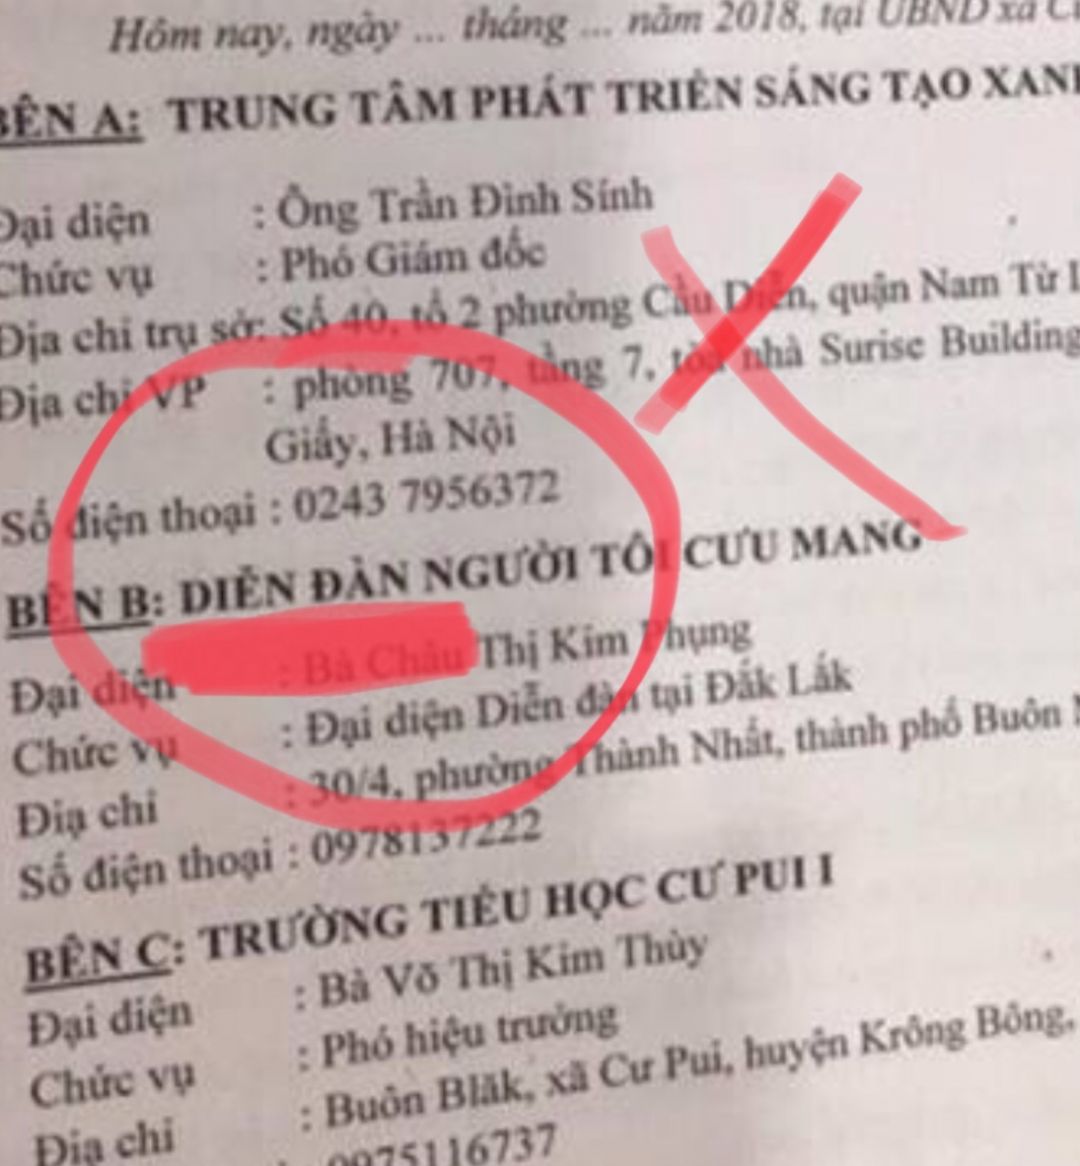 Hôm nay, ngày ... tháng ... năm 2018, tại UBND xã
BÊN A: TRUNG TÂM PHÁT TRIỂN SÁNG TẠO XANH
Đại diện : Ông Trần Đình Sính
Chức vụ : Phó Giám đốc
Địa chỉ trụ sở: Số 40, tổ 2 phường Cầu Diễn, quận Nam Từ
Địa chỉ VP : phòng 707, tầng 7, tòa nhà Surise Building
Giấy, Hà Nội
Số điện thoại : 0243 7956372
BÊN B: DIỄN ĐÀN NGƯỜI TÔI CƯU MANG
Đại diện : Bà Châu Thị Kim Phụng
Chức vụ : Đại diện Diễn đàn tại Đắk Lắk
Địa chỉ : 30/4, phường Thành Nhất, thành phố Buôn
Số điện thoại : 0978137222
BÊN C: TRƯỜNG TIỂU HỌC CƯ PUI I
Đại diện : Bà Võ Thị Kim Thùy
Chức vụ : Phó hiệu trưởng
Địa chỉ : Buôn Blăk, xã Cư Pui, huyện Krông Bông,
0975116737